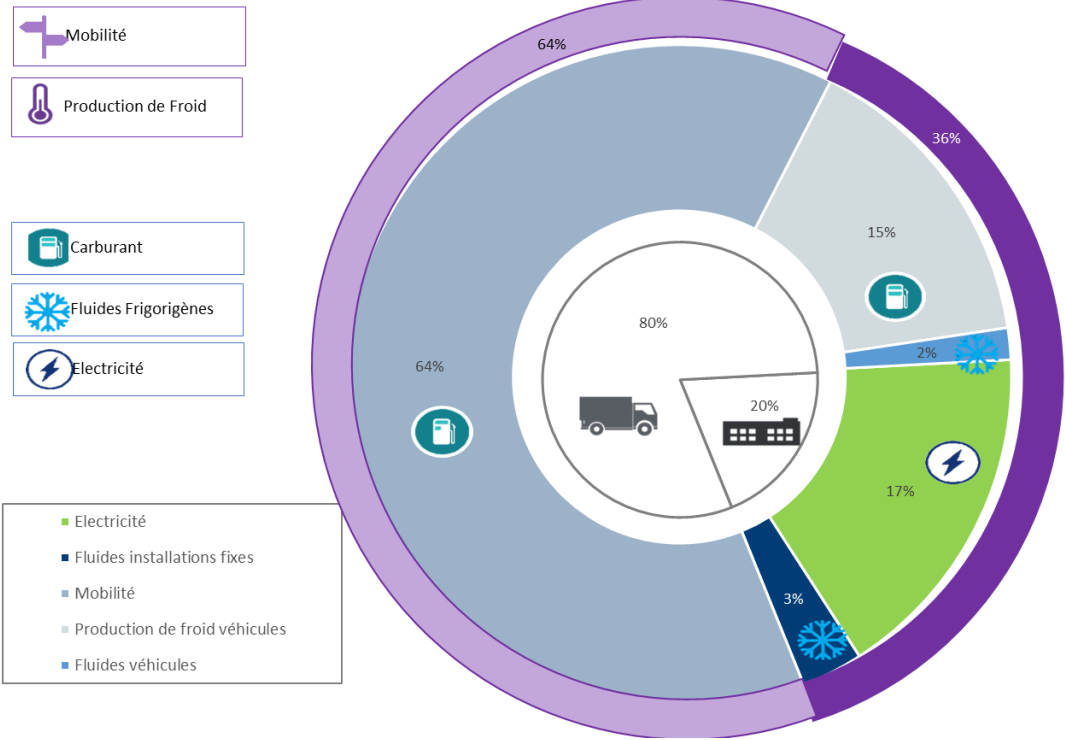 Mobilité
Production de Froid
Carburant
Fluides Frigorigènes
Electricité
64%
36%
15%
80%
2%
64%
20%
17%
3%
Electricité
Fluides installations fixes
Mobilité
Production de froid véhicules
Fluides véhicules